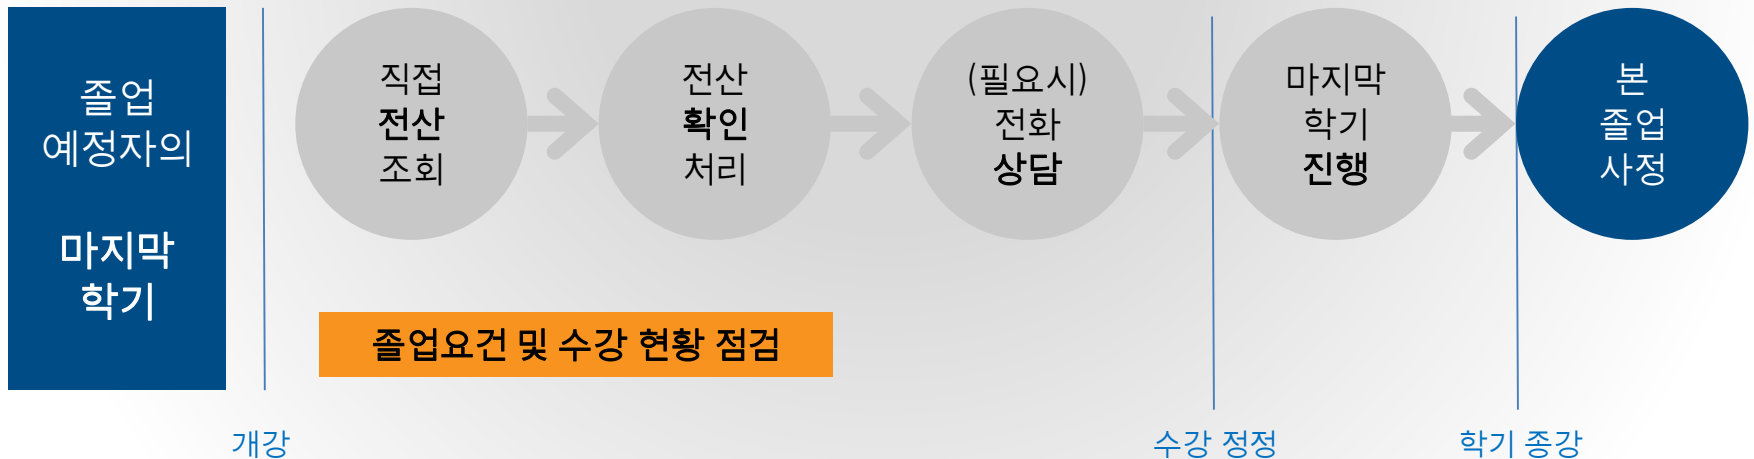 졸업
예정자의
마지막
학기
직접
전산
조회
전산
확인
처리
(필요시)
전화
상담
마지막
학기
진행
본
졸업
사정
졸업요건 및 수강 현황 점검
개강
수강 정정
학기 종강